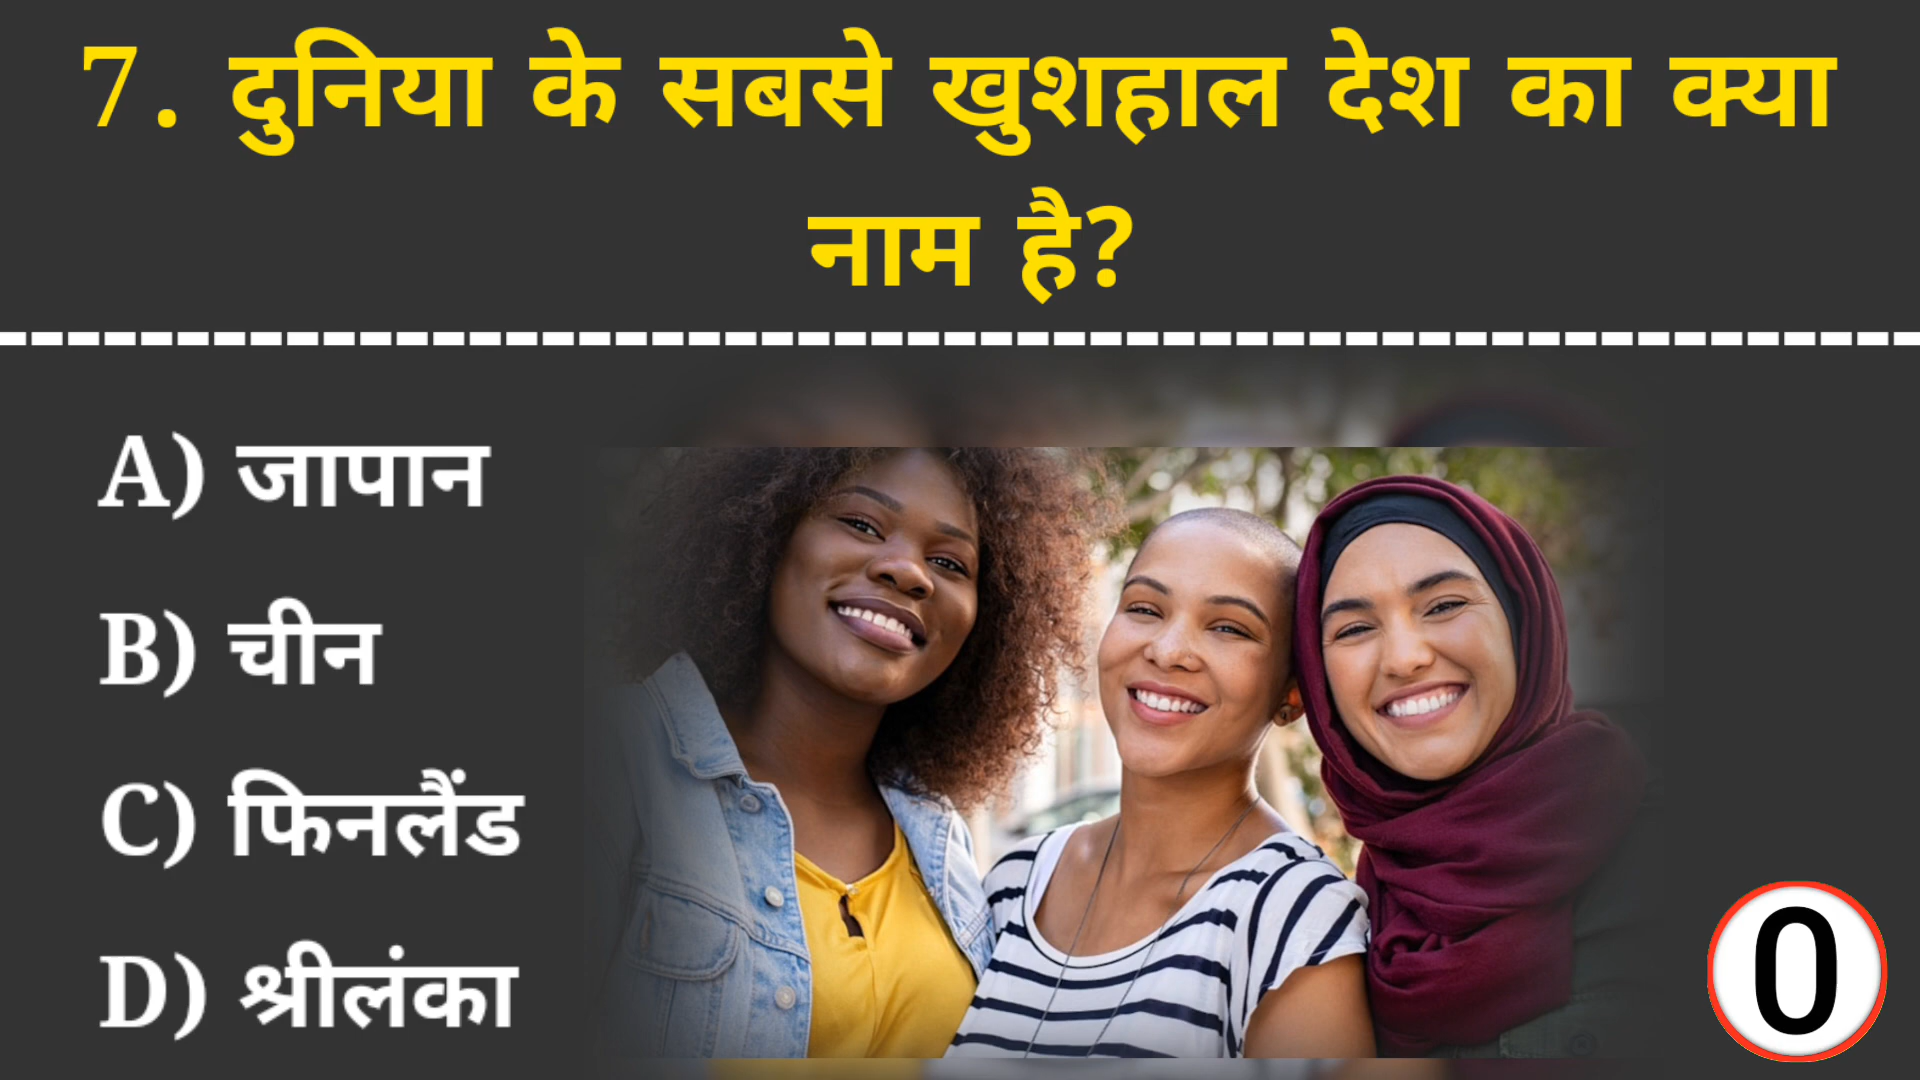 7. दुनिया के सबसे खुशहाल देश का क्या
नाम है?
A) जापान
B) चीन
C) फिनलैंड
D) श्रीलंका
0